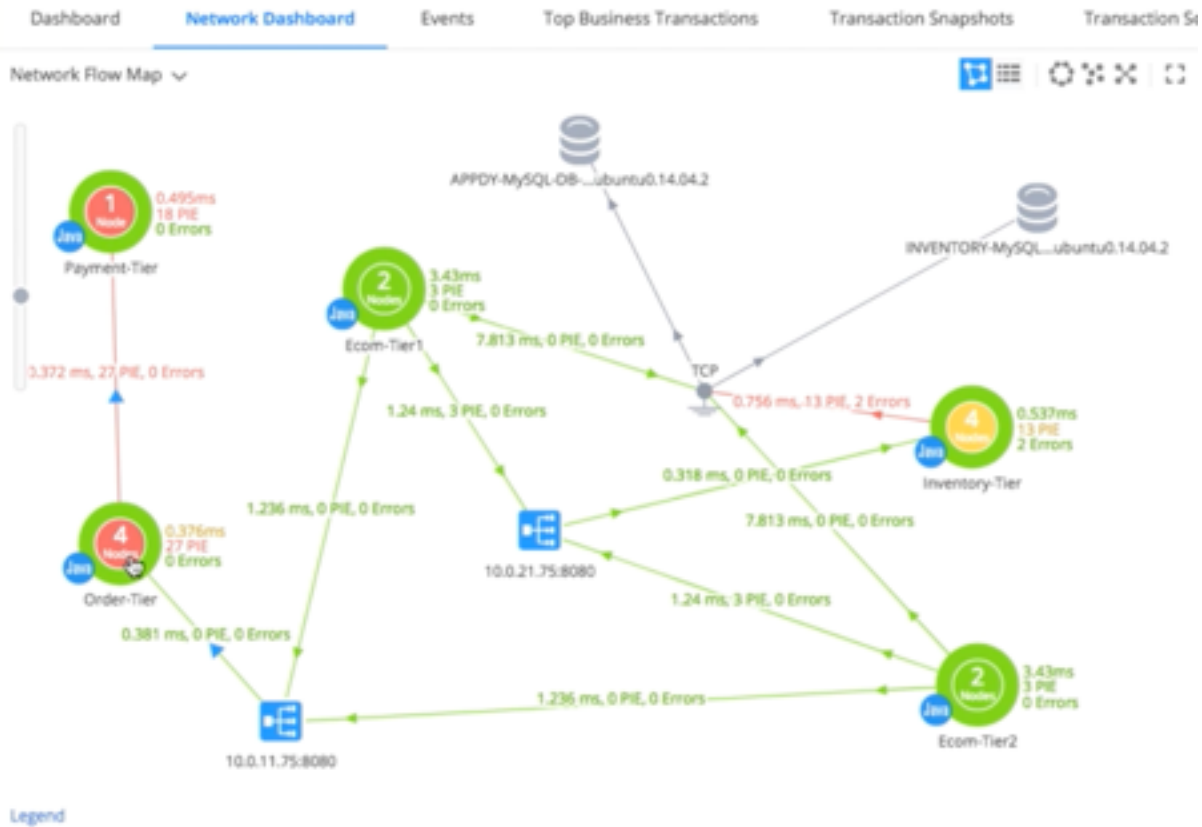 Dashboard
Network Dashboard
Events
Top Business Transactions
Transaction Snapshots
Transaction Sc
Network Flow Map
APPDY-MySQL-DB-...ubuntu0.14.04.2
INVENTORY-MySQL...ubuntu0.14.04.2
1
Node
Java
0.495ms
18 PIE
0 Errors
Payment-Tier
2
Nodes
Java
3.43ms
3 PIE
0 Errors
Ecom-Tier1
7.813 ms, 0 PIE, 0 Errors
TCP
0.372 ms, 27 PIE, 0 Errors
1.24 ms, 3 PIE, 0 Errors
0.756 ms, 13 PIE, 2 Errors
4
Nodes
Java
0.537ms
13 PIE
2 Errors
Inventory-Tier
0.318 ms, 0 PIE, 0 Errors
1.236 ms, 0 PIE, 0 Errors
7.813 ms, 0 PIE, 0 Errors
4
Nodes
Java
0.376ms
27 PIE
0 Errors
Order-Tier
10.0.21.75:8080
1.24 ms, 3 PIE, 0 Errors
0.381 ms, 0 PIE, 0 Errors
1.236 ms, 0 PIE, 0 Errors
2
Nodes
Java
3.43ms
3 PIE
0 Errors
Ecom-Tier2
10.0.11.75:8080
Legend